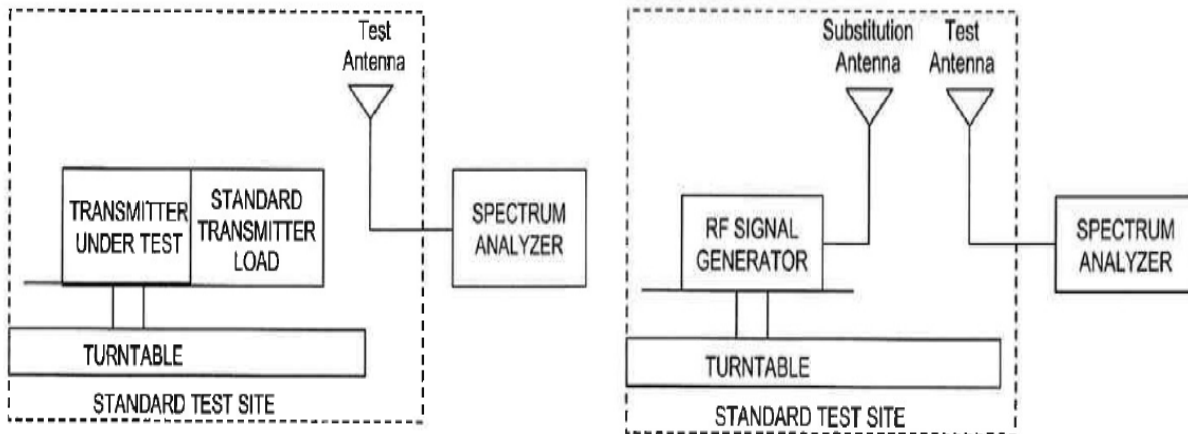 Test
Antenna
TRANSMITTER
UNDER TEST
STANDARD
TRANSMITTER
LOAD
SPECTRUM
ANALYZER
TURNTABLE
STANDARD TEST SITE
Substitution
Antenna
Test
Antenna
RF SIGNAL
GENERATOR
SPECTRUM
ANALYZER
TURNTABLE
STANDARD TEST SITE